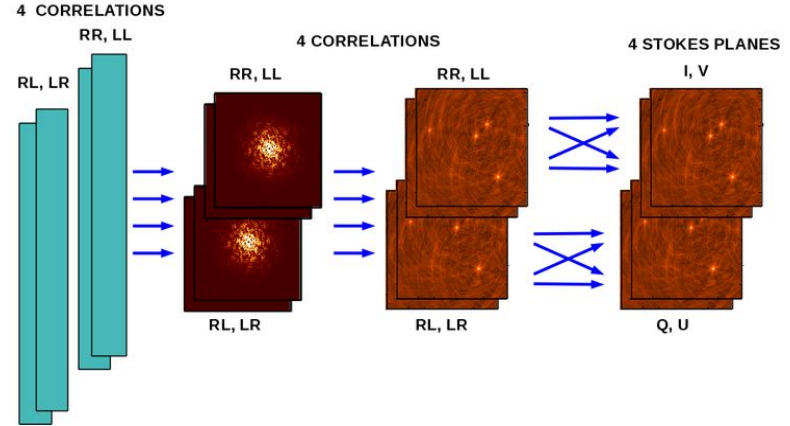 4 CORRELATIONS
RR, LL
RL, LR
4 CORRELATIONS
RR, LL
RR, LL
RL, LR
RL, LR
4 STOKES PLANES
I, V
Q, U